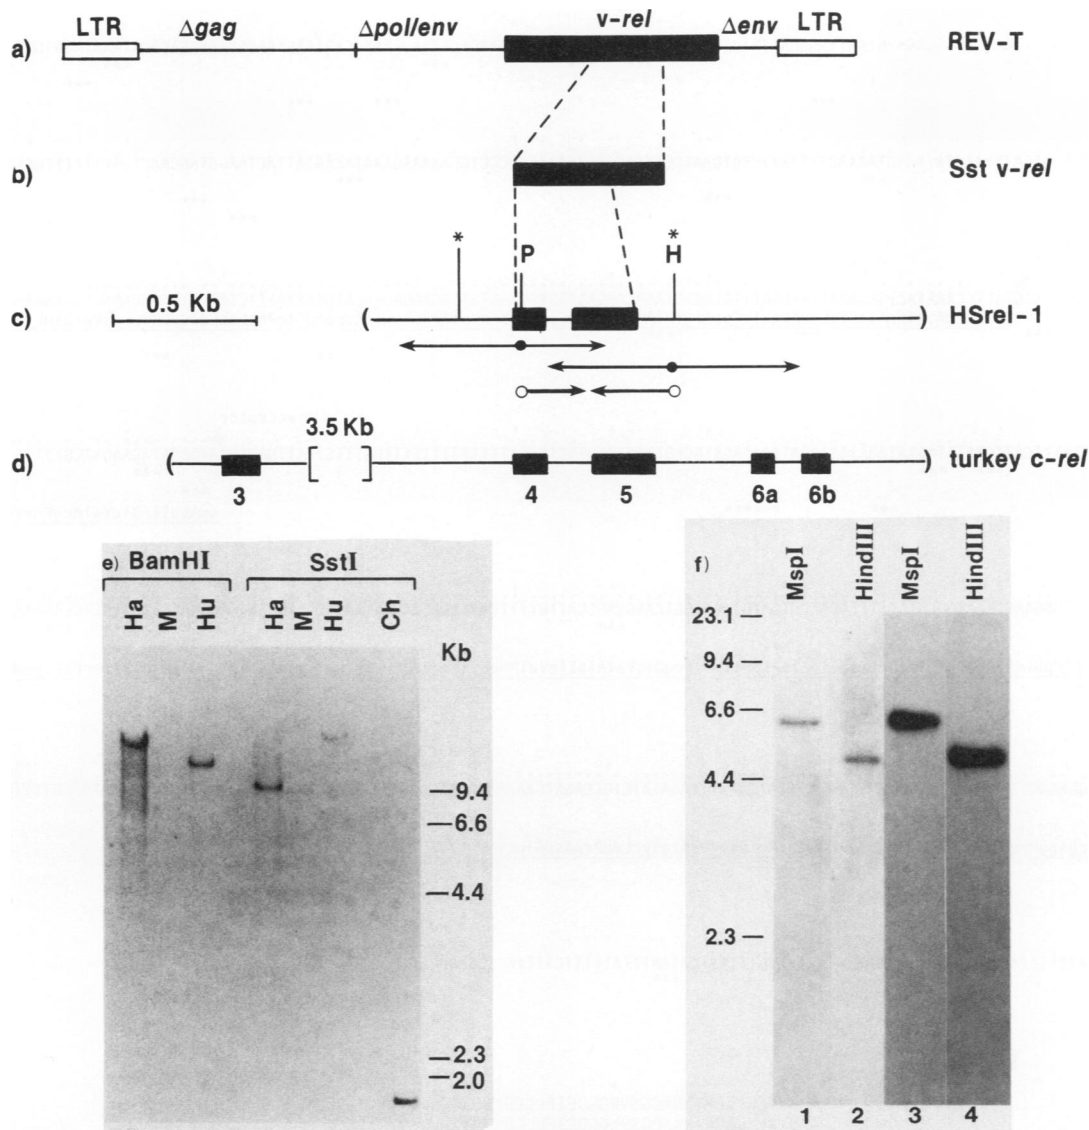 LTR Δgag Δpol/env v-rel Δenv LTR
a) REV-T
b) Sst v-rel
* *
P H
0.5 Kb
c) HSrel-1
3.5 Kb
d) turkey c-rel
3 4 5 6a 6b
e) BamHI SstI
Ha M Hu Ha M Hu Ch
Kb
9.4
6.6
4.4
2.3
2.0
f) MspI HindIII MspI HindIII
23.1
9.4
6.6
4.4
2.3
1 2 3 4